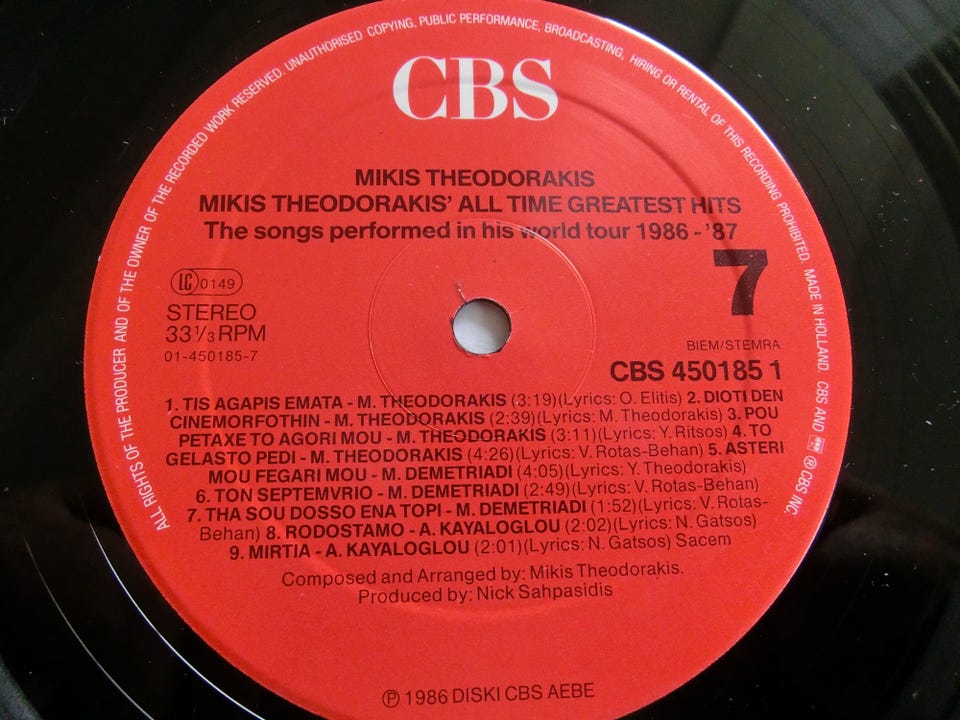 ALL RIGHTS OF THE PRODUCER AND OF THE OWNER OF THE RECORDED WORK RESERVED. UNAUTHORISED COPYING, PUBLIC PERFORMANCE, BROADCASTING, HIRING OR RENTAL OF THIS RECORDING PROHIBITED. MADE IN HOLLAND. CBS AND ℗ CBS INC.
CBS
MIKIS THEODORAKIS
MIKIS THEODORAKIS' ALL TIME GREATEST HITS
The songs performed in his world tour 1986-'87
7
LC 0149
STEREO
33 1/3 RPM
01-450185-7
BIEM/STEMRA
CBS 450185 1
1. TIS AGAPIS EMATA - M. THEODORAKIS (3:19)(Lyrics: O. Elitis) 2. DIOTI DEN
CINEMORFOTHIN - M. THEODORAKIS (2:39)(Lyrics: M. Theodorakis) 3. POU
PETAXE TO AGORI MOU - M. THEODORAKIS (3:11)(Lyrics: Y. Ritsos) 4. TO
GELASTO PEDI - M. THEODORAKIS (4:26)(Lyrics: V. Rotas-Behan) 5. ASTERI
MOU FEGARI MOU - M. DEMETRIADI (4:05)(Lyrics: Y. Theodorakis)
6. TON SEPTEMVRIO - M. DEMETRIADI (2:49)(Lyrics: V. Rotas-Behan)
7. THA SOU DOSSO ENA TOPI - M. DEMETRIADI (1:52)(Lyrics: V. Rotas-
Behan) 8. RODOSTAMO - A. KAYALOGLOU (2:02)(Lyrics: N. Gatsos)
9. MIRTIA - A. KAYALOGLOU (2:01)(Lyrics: N. Gatsos) Sacem
Composed and Arranged by: Mikis Theodorakis.
Produced by: Nick Sahpasidis
℗ 1986 DISKI CBS AEBE